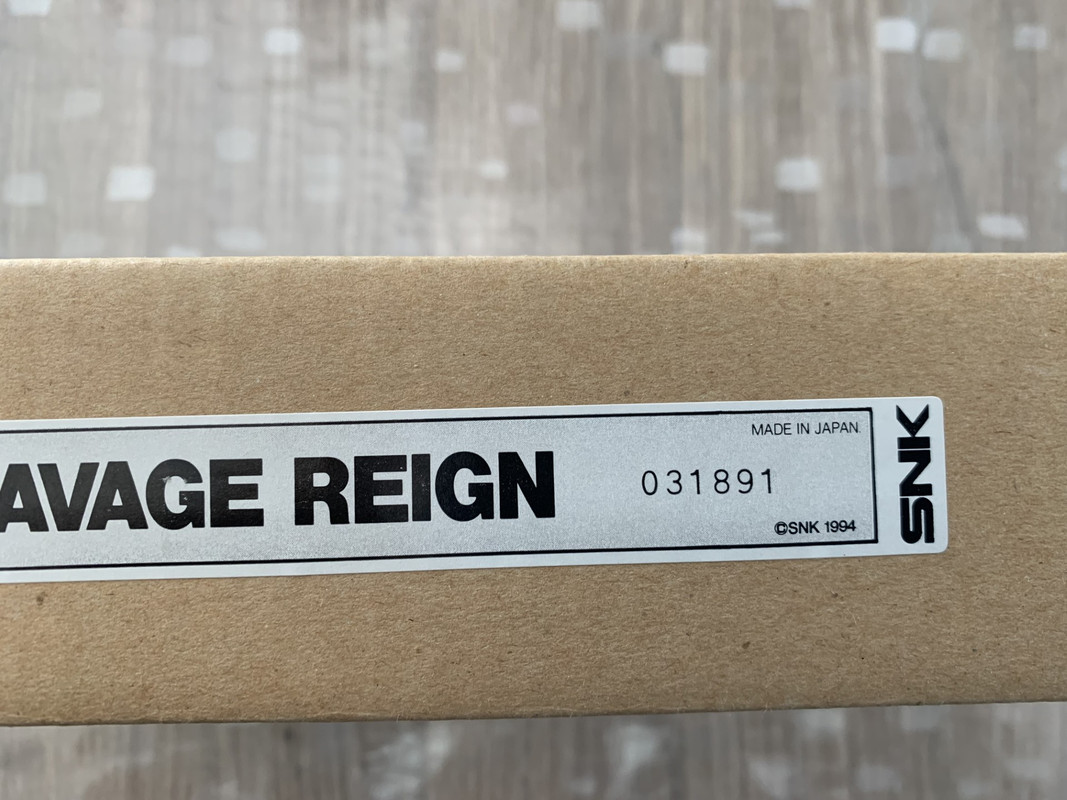 AVAGE REIGN
MADE IN JAPAN
031891
©SNK 1994
SNK